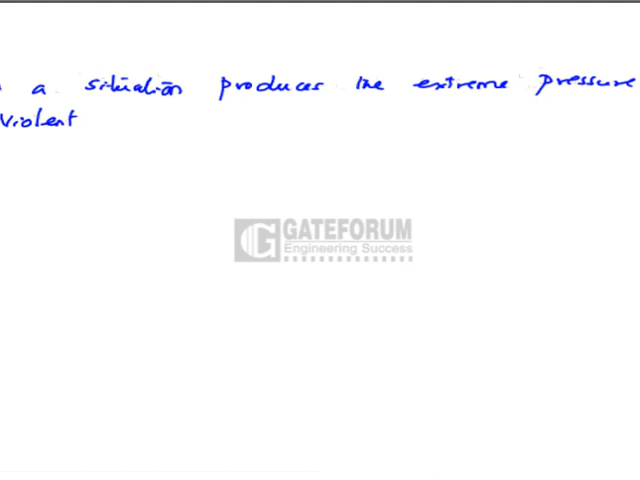 a situation produces the extreme pressure
violent
GATEFORUM
Engineering Success